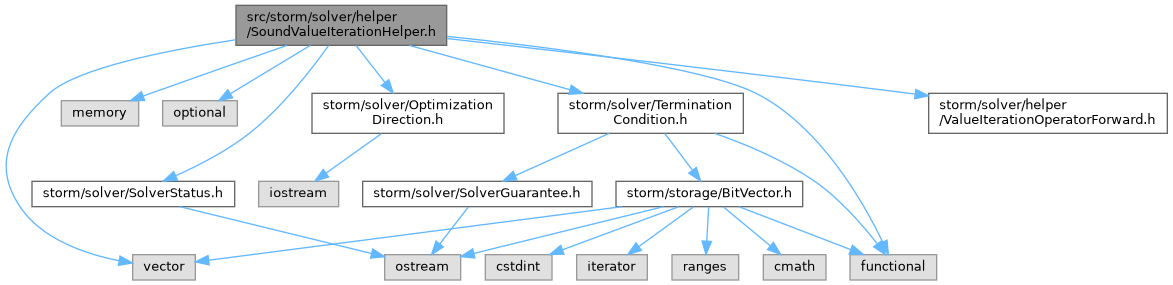 src/storm/solver/helper
/SoundValueIterationHelper.h
memory
optional
storm/solver/Optimization
Direction.h
storm/solver/Termination
Condition.h
storm/solver/helper
/ValueIterationOperatorForward.h
storm/solver/SolverStatus.h
iostream
storm/solver/SolverGuarantee.h
storm/storage/BitVector.h
vector
ostream
cstdint
iterator
ranges
cmath
functional